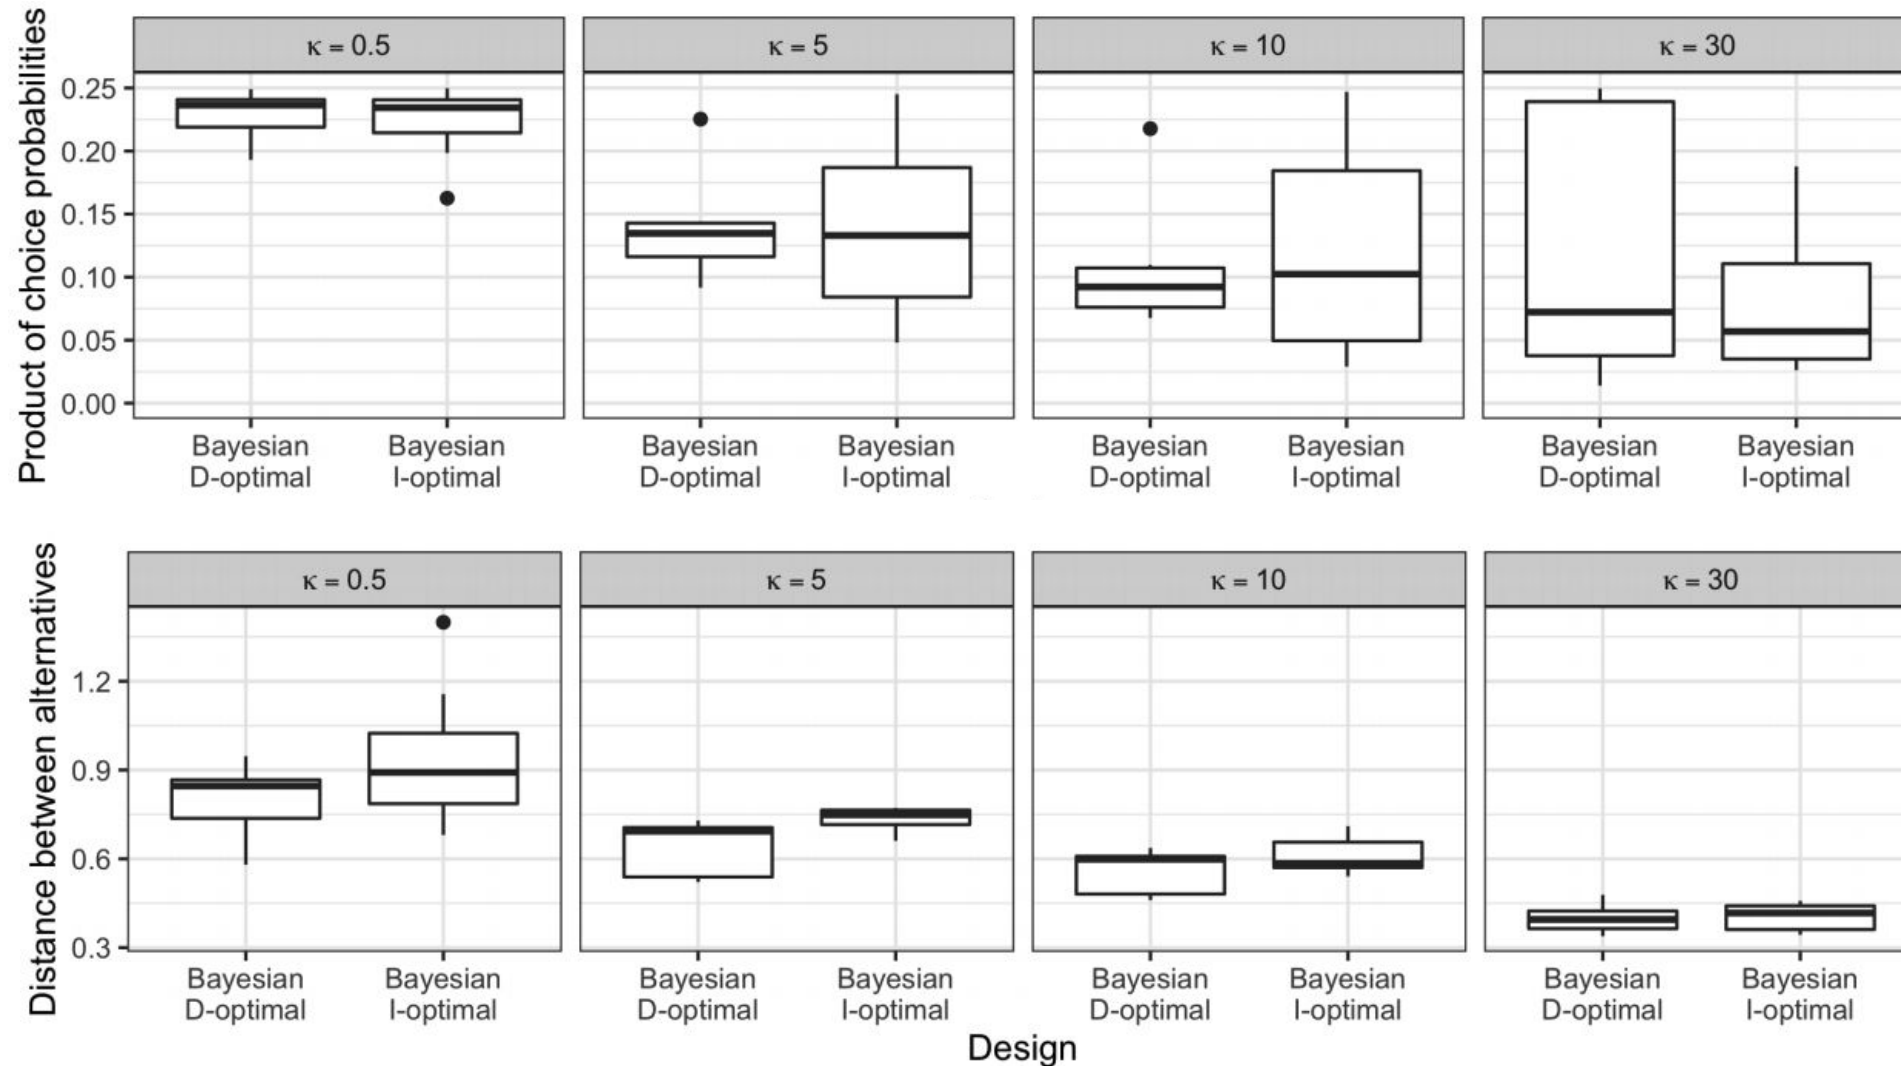 Product of choice probabilities
κ = 0.5
κ = 5
κ = 10
κ = 30
0.25
0.20
0.15
0.10
0.05
0.00
Bayesian
D-optimal
Bayesian
I-optimal
Bayesian
D-optimal
Bayesian
I-optimal
Bayesian
D-optimal
Bayesian
I-optimal
Bayesian
D-optimal
Bayesian
I-optimal
Distance between alternatives
κ = 0.5
κ = 5
κ = 10
κ = 30
1.2
0.9
0.6
0.3
Bayesian
D-optimal
Bayesian
I-optimal
Bayesian
D-optimal
Bayesian
I-optimal
Bayesian
D-optimal
Bayesian
I-optimal
Bayesian
D-optimal
Bayesian
I-optimal
Design